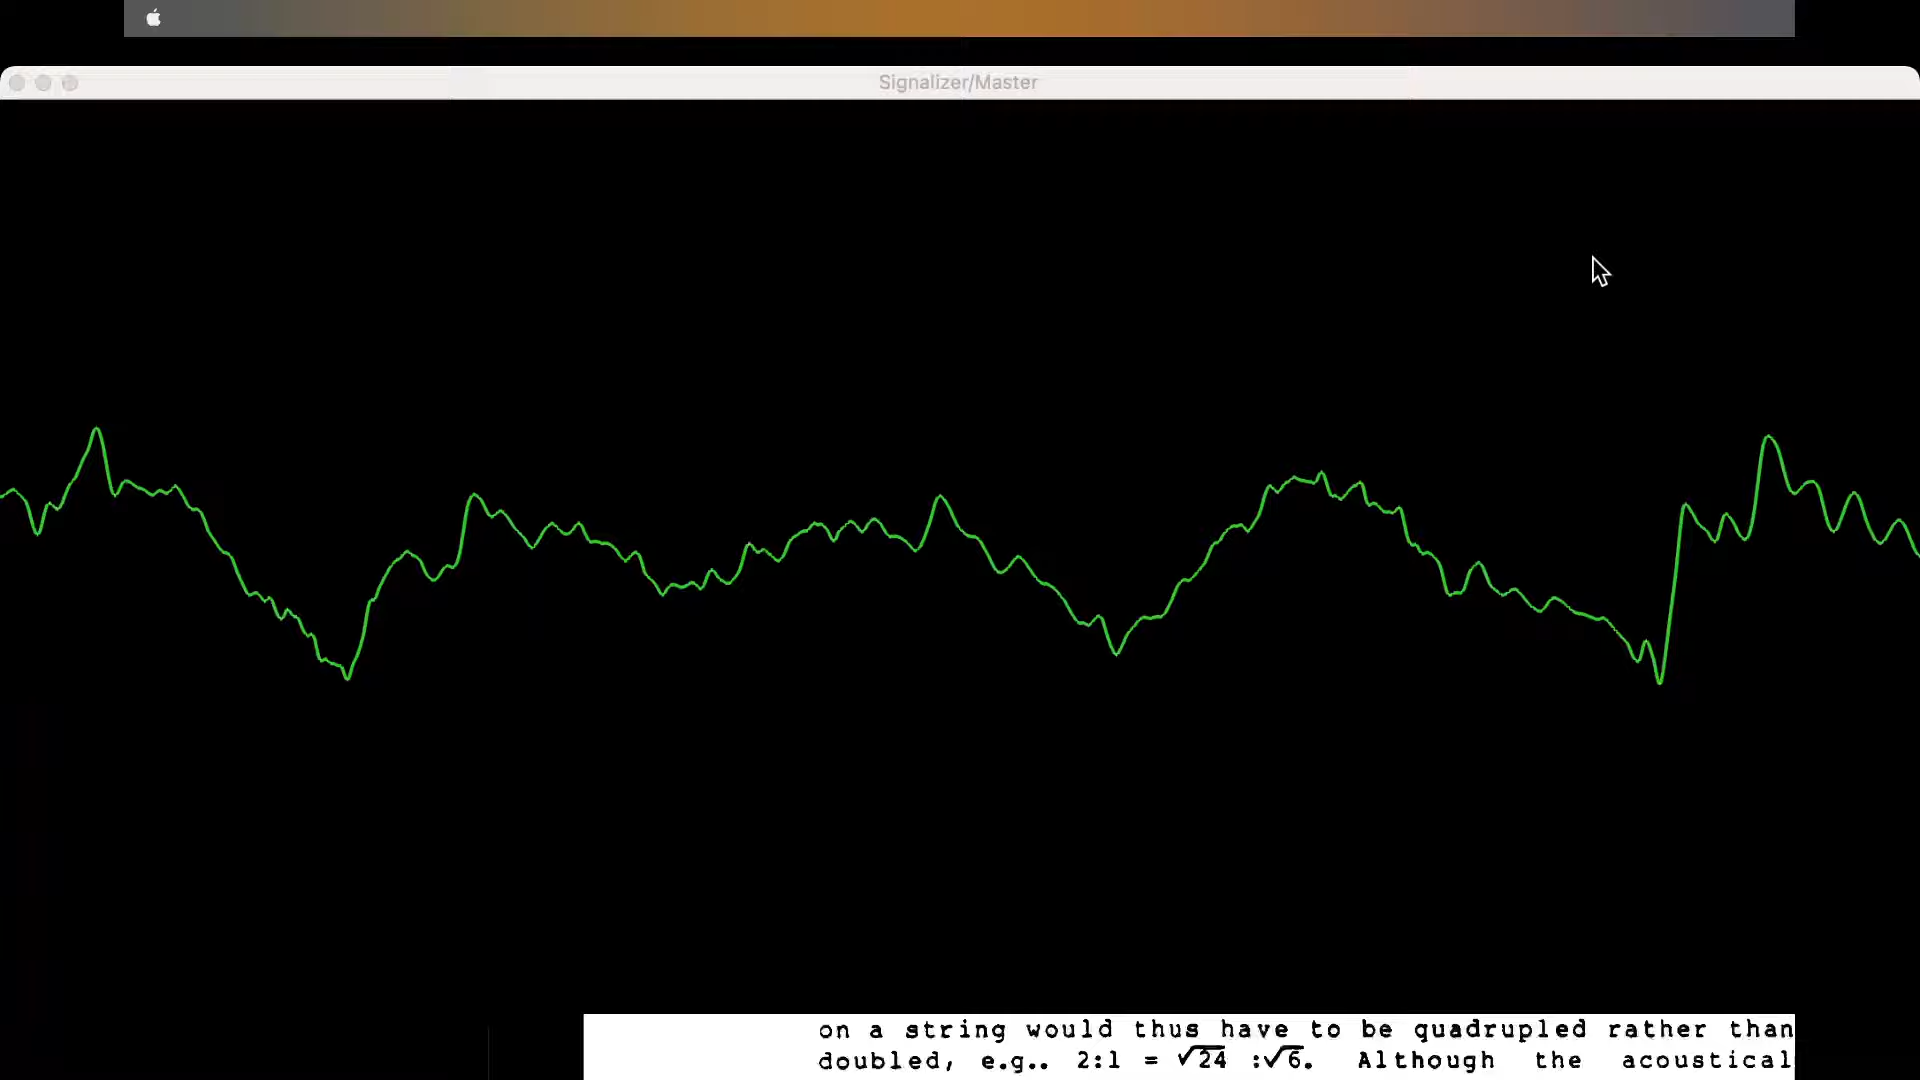 Signalizer/Master
on a string would thus have to be quadrupled rather than
doubled, e.g.. 2:1 = √24 :√6. Although the acoustical